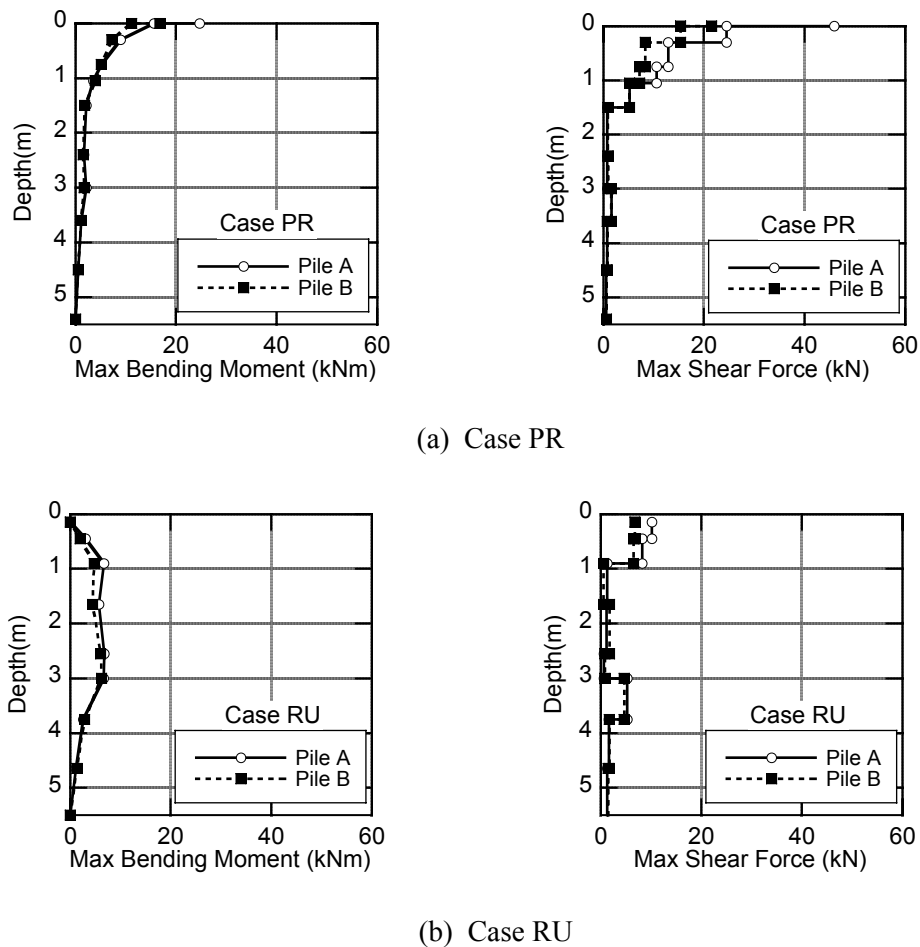 0
1
2
3
4
5
Depth(m)
Case PR
Pile A
Pile B
0 20 40 60
Max Bending Moment (kNm)
0
1
2
3
4
5
Depth(m)
Case PR
Pile A
Pile B
0 20 40 60
Max Shear Force (kN)
(a) Case PR
0
1
2
3
4
5
Depth(m)
Case RU
Pile A
Pile B
0 20 40 60
Max Bending Moment (kNm)
0
1
2
3
4
5
Depth(m)
Case RU
Pile A
Pile B
0 20 40 60
Max Shear Force (kN)
(b) Case RU